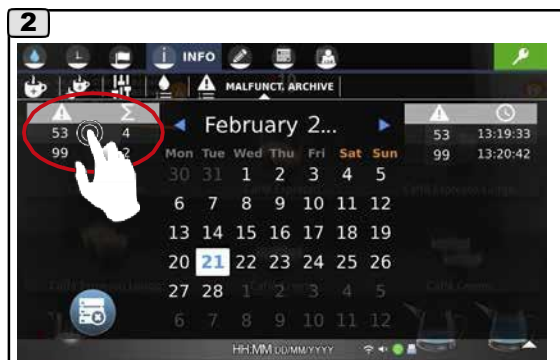 2
INFO
MALFUNCT. ARCHIVE
Σ
53 4
99 2
February 2...
53 13:19:33
99 13:20:42
Mon Tue Wed Thu Fri Sat Sun
30 31 1 2 3 4 5
6 7 8 9 10 11 12
13 14 15 16 17 18 19
20 21 22 23 24 25 26
27 28 1 2 3 4 5
6 7 8 9 10 11 12
HH:MM DD/MM/YYYY